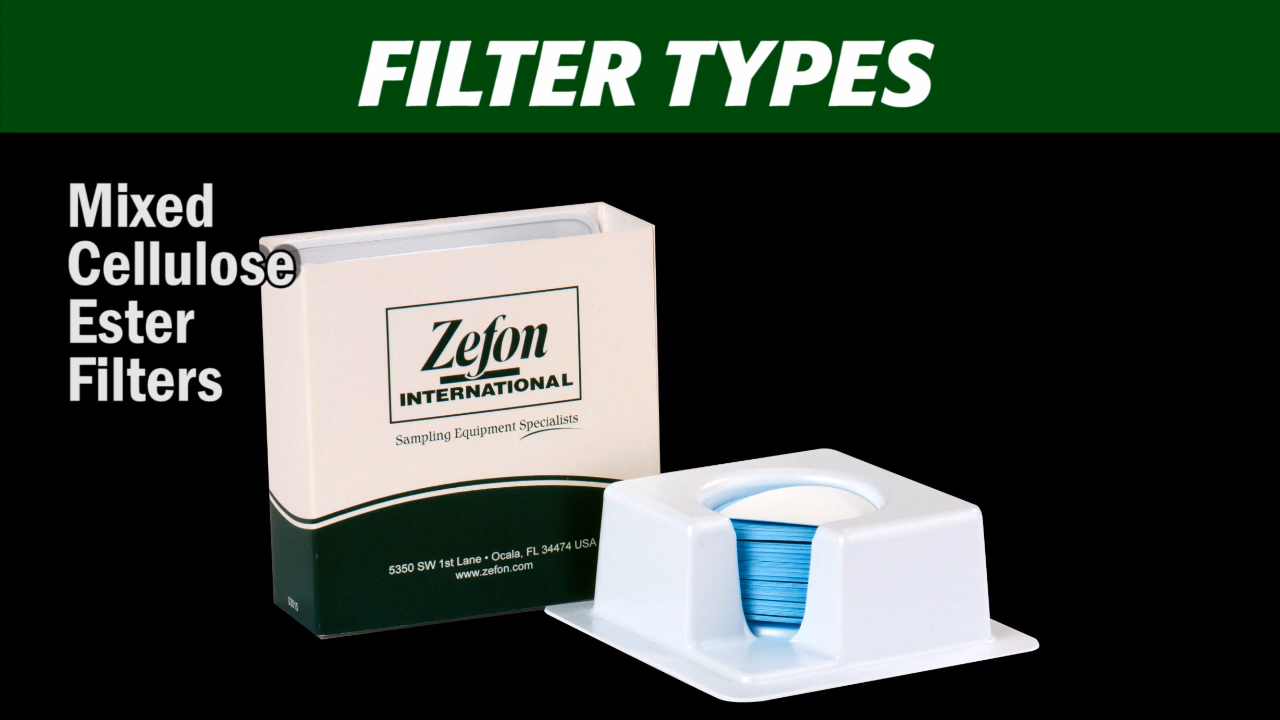 FILTER TYPES
Mixed
Cellulose
Ester
Filters
Zefon
INTERNATIONAL
Sampling Equipment Specialists
5350 SW 1st Lane • Ocala, FL 34474 USA
www.zefon.com